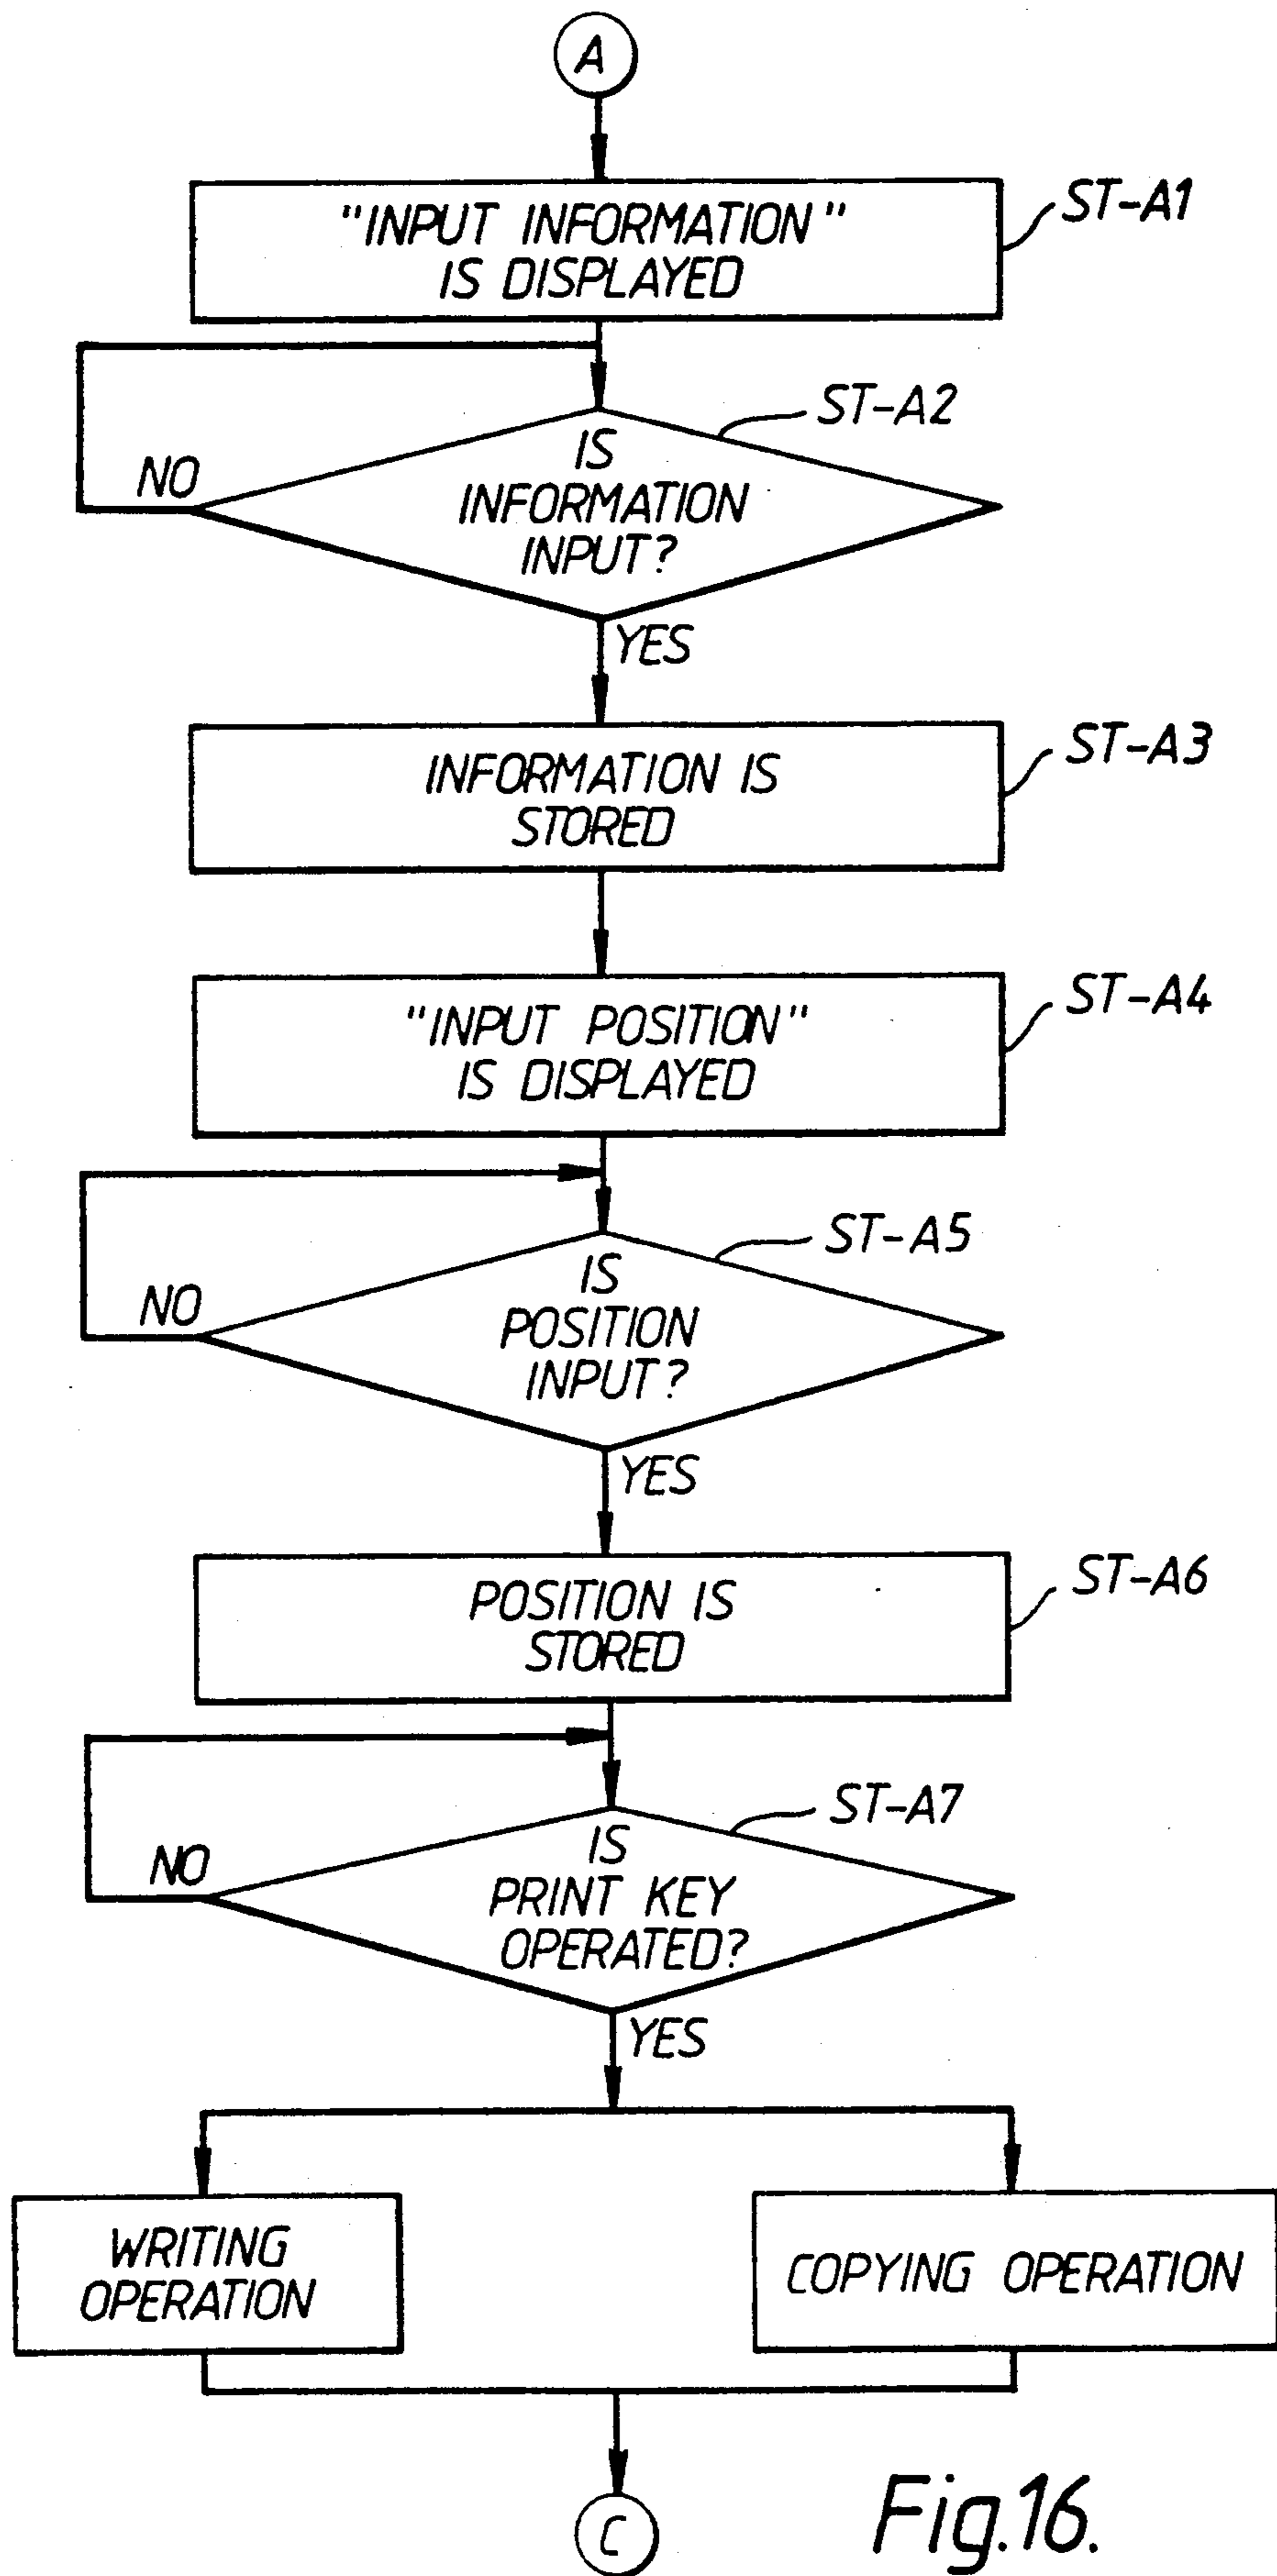 A
"INPUT INFORMATION"
IS DISPLAYED
ST-A1
ST-A2
IS
INFORMATION
INPUT?
NO
YES
INFORMATION IS
STORED
ST-A3
"INPUT POSITION"
IS DISPLAYED
ST-A4
ST-A5
IS
POSITION
INPUT?
NO
YES
POSITION IS
STORED
ST-A6
ST-A7
IS
PRINT KEY
OPERATED?
NO
YES
WRITING
OPERATION
COPYING OPERATION
C
Fig.16.